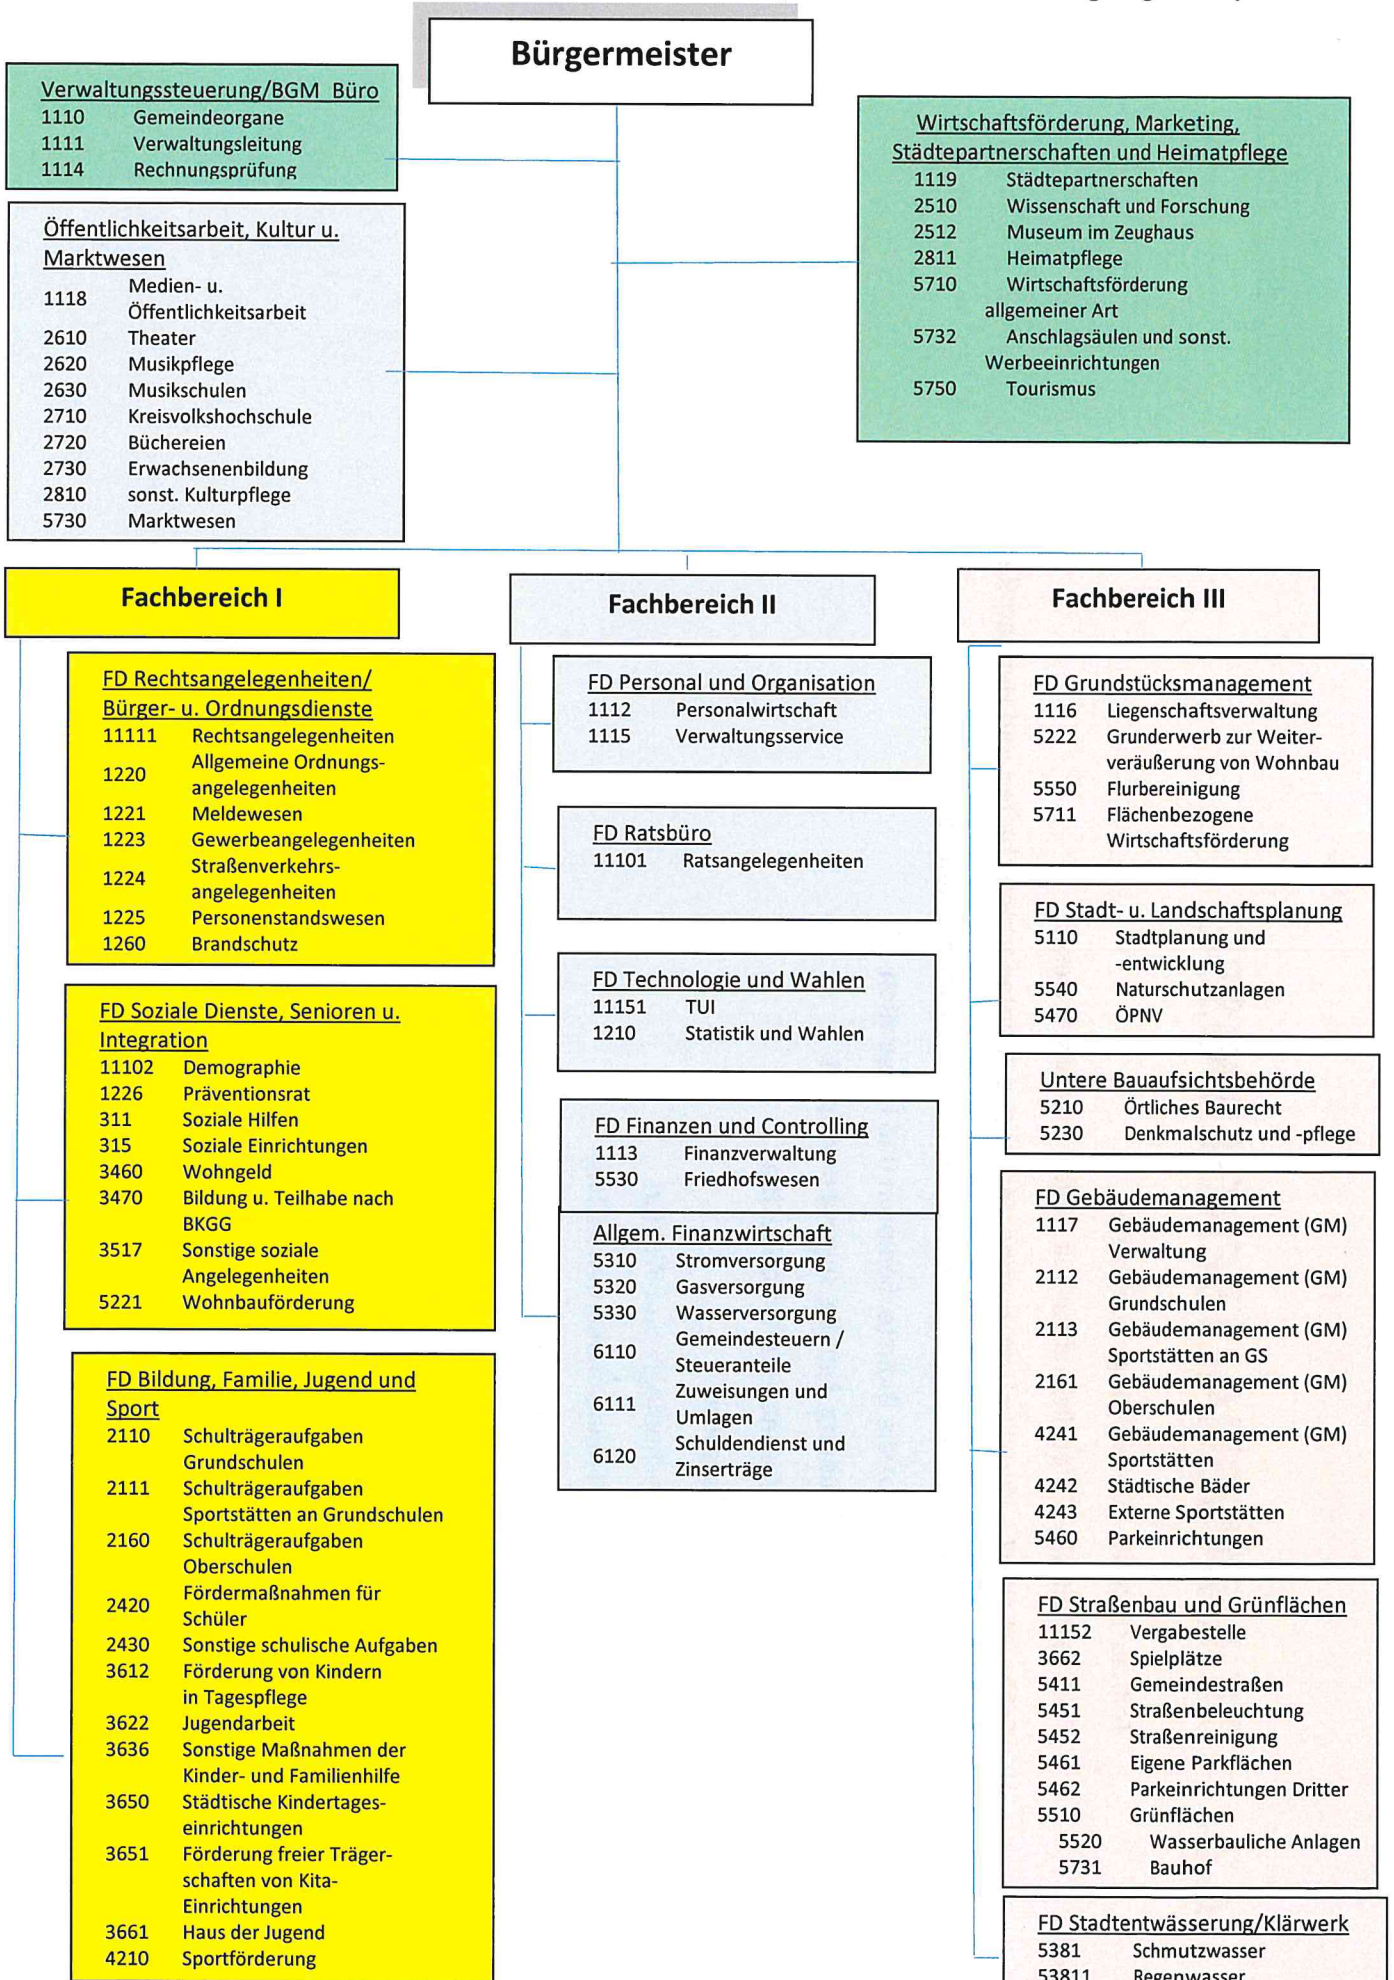 Bürgermeister
Verwaltungssteuerung/BGM Büro
1110 Gemeindeorgane
1111 Verwaltungsleitung
1114 Rechnungsprüfung
Wirtschaftsförderung, Marketing,
Städtepartnerschaften und Heimatpflege
1119 Städtepartnerschaften
2510 Wissenschaft und Forschung
2512 Museum im Zeughaus
2811 Heimatpflege
5710 Wirtschaftsförderung
allgemeiner Art
5732 Anschlagsäulen und sonst.
Werbeeinrichtungen
5750 Tourismus
Öffentlichkeitsarbeit, Kultur u.
Marktwesen
1118 Medien- u.
Öffentlichkeitsarbeit
2610 Theater
2620 Musikpflege
2630 Musikschulen
2710 Kreisvolkshochschule
2720 Büchereien
2730 Erwachsenenbildung
2810 sonst. Kulturpflege
5730 Marktwesen
Fachbereich I
FD Rechtsangelegenheiten/
Bürger- u. Ordnungsdienste
11111 Rechtsangelegenheiten
1220 Allgemeine Ordnungs-
angelegenheiten
1221 Meldewesen
1223 Gewerbeangelegenheiten
1224 Straßenverkehrs-
angelegenheiten
1225 Personenstandswesen
1260 Brandschutz
FD Soziale Dienste, Senioren u.
Integration
11102 Demographie
1226 Präventionsrat
311 Soziale Hilfen
315 Soziale Einrichtungen
3460 Wohngeld
3470 Bildung u. Teilhabe nach
BKGG
3517 Sonstige soziale
Angelegenheiten
5221 Wohnbauförderung
FD Bildung, Familie, Jugend und
Sport
2110 Schulträgeraufgaben
Grundschulen
2111 Schulträgeraufgaben
Sportstätten an Grundschulen
2160 Schulträgeraufgaben
Oberschulen
2420 Fördermaßnahmen für
Schüler
2430 Sonstige schulische Aufgaben
3612 Förderung von Kindern
in Tagespflege
3622 Jugendarbeit
3636 Sonstige Maßnahmen der
Kinder- und Familienhilfe
3650 Städtische Kindertages-
einrichtungen
3651 Förderung freier Träger-
schaften von Kita-
Einrichtungen
3661 Haus der Jugend
4210 Sportförderung
Fachbereich II
FD Personal und Organisation
1112 Personalwirtschaft
1115 Verwaltungsservice
FD Ratsbüro
11101 Ratsangelegenheiten
FD Technologie und Wahlen
11151 TUI
1210 Statistik und Wahlen
FD Finanzen und Controlling
1113 Finanzverwaltung
5530 Friedhofswesen
Allgem. Finanzwirtschaft
5310 Stromversorgung
5320 Gasversorgung
5330 Wasserversorgung
6110 Gemeindesteuern /
Steueranteile
6111 Zuweisungen und
Umlagen
6120 Schuldendienst und
Zinserträge
Fachbereich III
FD Grundstücksmanagement
1116 Liegenschaftsverwaltung
5222 Grunderwerb zur Weiter-
veräußerung von Wohnbau
5550 Flurbereinigung
5711 Flächenbezogene
Wirtschaftsförderung
FD Stadt- u. Landschaftsplanung
5110 Stadtplanung und
-entwicklung
5540 Naturschutzanlagen
5470 ÖPNV
Untere Bauaufsichtsbehörde
5210 Örtliches Baurecht
5230 Denkmalschutz und -pflege
FD Gebäudemanagement
1117 Gebäudemanagement (GM)
Verwaltung
2112 Gebäudemanagement (GM)
Grundschulen
2113 Gebäudemanagement (GM)
Sportstätten an GS
2161 Gebäudemanagement (GM)
Oberschulen
4241 Gebäudemanagement (GM)
Sportstätten
4242 Städtische Bäder
4243 Externe Sportstätten
5460 Parkeinrichtungen
FD Straßenbau und Grünflächen
11152 Vergabestelle
3662 Spielplätze
5411 Gemeindestraßen
5451 Straßenbeleuchtung
5452 Straßenreinigung
5461 Eigene Parkflächen
5462 Parkeinrichtungen Dritter
5510 Grünflächen
5520 Wasserbauliche Anlagen
5731 Bauhof
FD Stadtentwässerung/Klärwerk
5381 Schmutzwasser
53811 Regenwasser